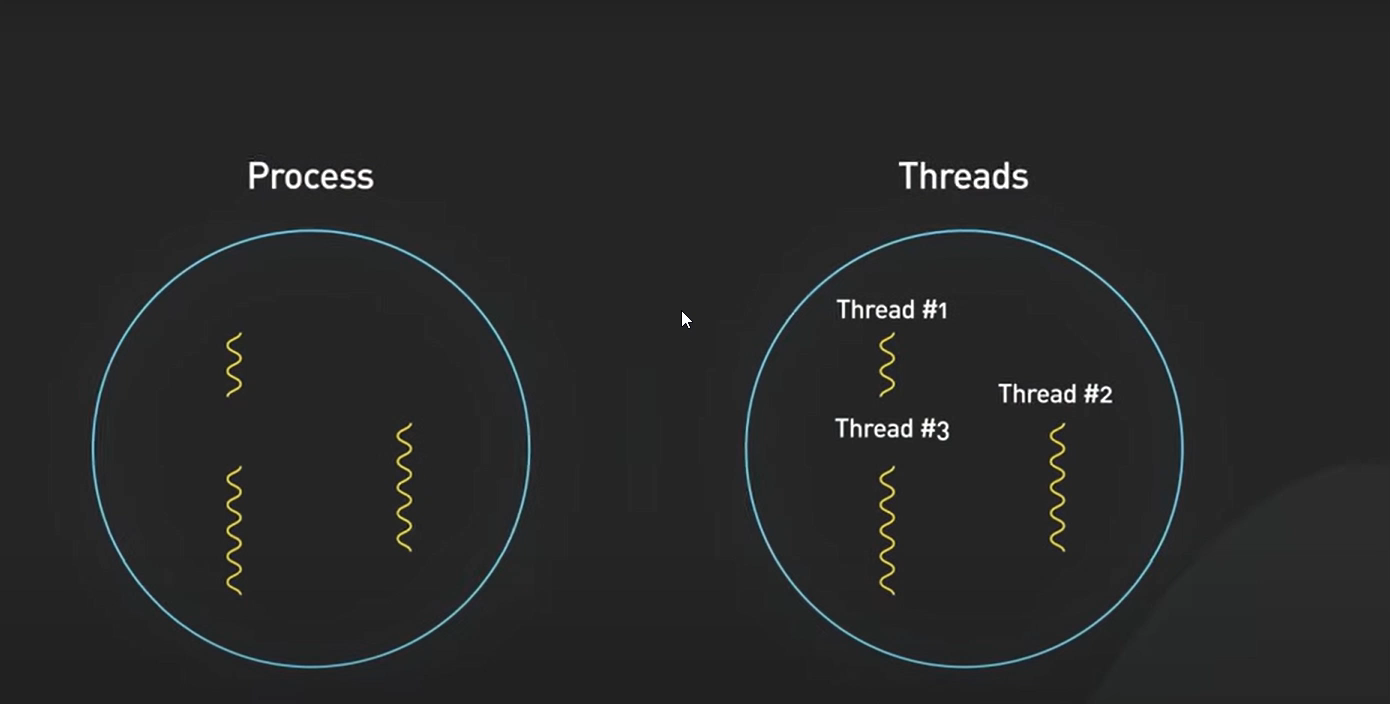 Process
Threads
Thread #1
Thread #2
Thread #3